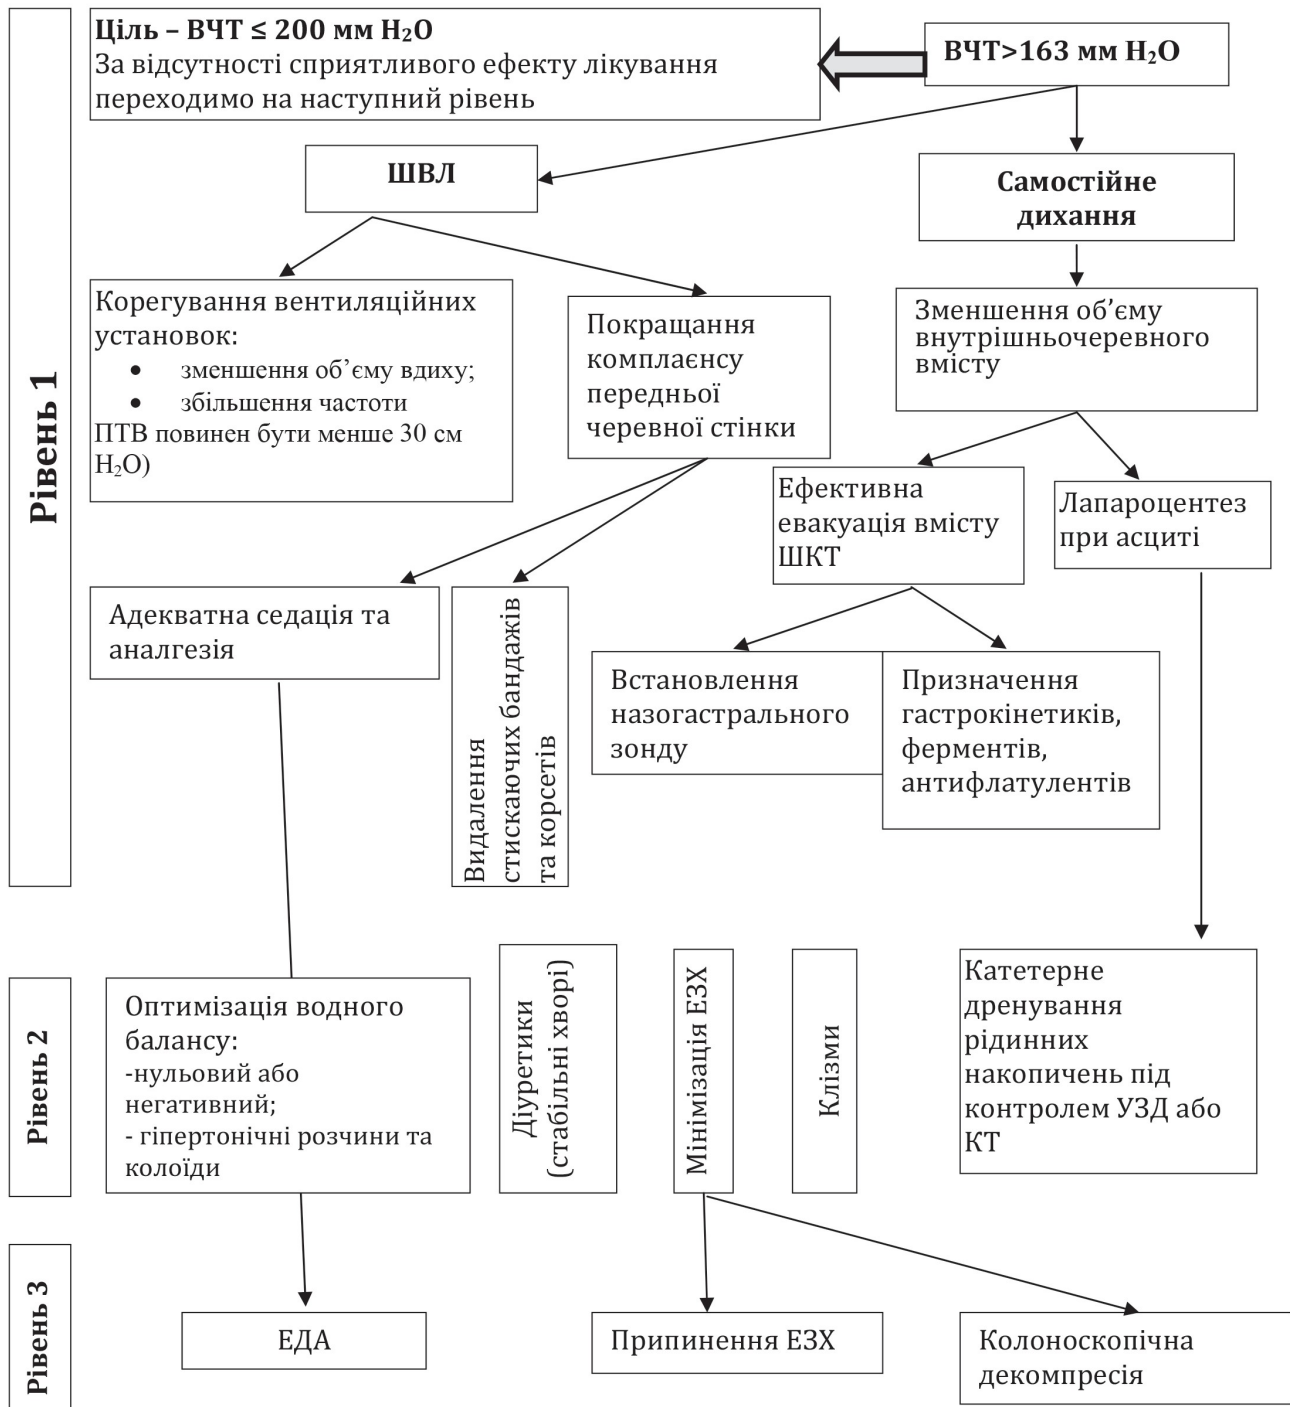 Ціль – ВЧТ ≤ 200 мм H₂O
За відсутності сприятливого ефекту лікування
переходимо на наступний рівень
ВЧТ>163 мм H₂O
Рівень 1
ШВЛ
Самостійне
дихання
Корегування вентиляційних
установок:
• зменшення об’єму вдиху;
• збільшення частоти
ПТВ повинен бути менше 30 см
H₂O)
Покращання
комплаєнсу
передньої
черевної стінки
Зменшення об’єму
внутрішньочеревного
вмісту
Ефективна
евакуація вмісту
ШКТ
Лапароцентез
при асциті
Адекватна седація та
аналгезія
Видалення
стискаючих бандажів
та корсетів
Встановлення
назогастрального
зонду
Призначення
гастрокінетиків,
ферментів,
антифлатулентів
Рівень 2
Оптимізація водного
балансу:
-нульовий або
негативний;
- гіпертонічні розчини та
колоїди
Діуретики
(стабільні хворі)
Мінімізація ЕЗХ
Клізми
Катетерне
дренування
рідинних
накопичень під
контролем УЗД або
КТ
Рівень 3
ЕДА
Припинення ЕЗХ
Колоноскопічна
декомпресія